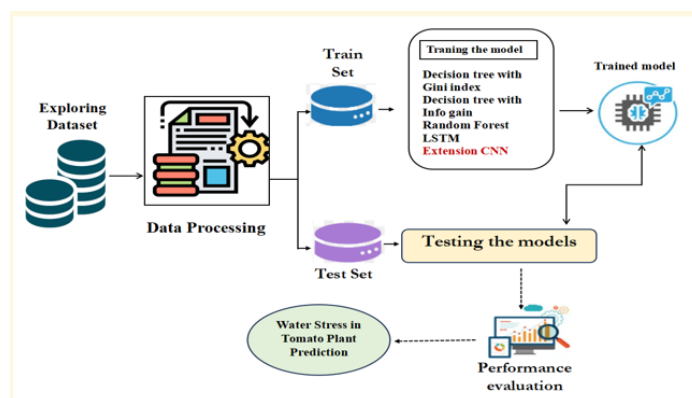 Exploring
Dataset
Data Processing
Train
Set
Test Set
Traning the model
Decision tree with
Gini index
Decision tree with
Info gain
Random Forest
LSTM
Extension CNN
Trained model
Testing the models
Performance
evaluation
Water Stress in
Tomato Plant
Prediction